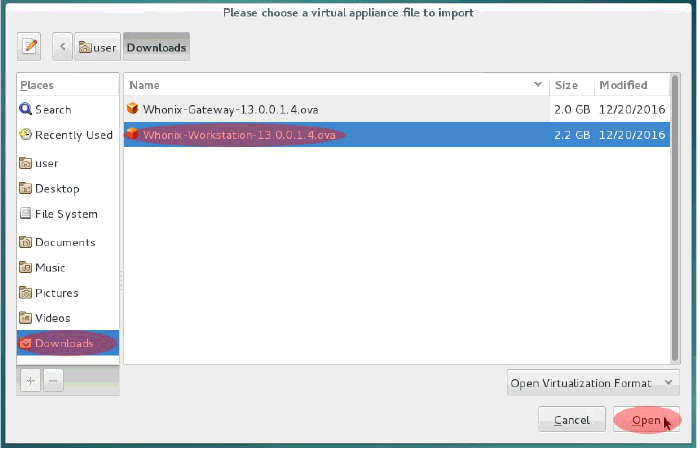 Please choose a virtual appliance file to import
user Downloads
Places Name Size Modified
Search Whonix-Gateway-13.0.0.1.4.ova 2.0 GB 12/20/2016
Recently Used Whonix-Workstation-13.0.0.1.4.ova 2.2 GB 12/20/2016
user
Desktop
File System
Documents
Music
Pictures
Videos
Downloads
Open Virtualization Format
Cancel Open